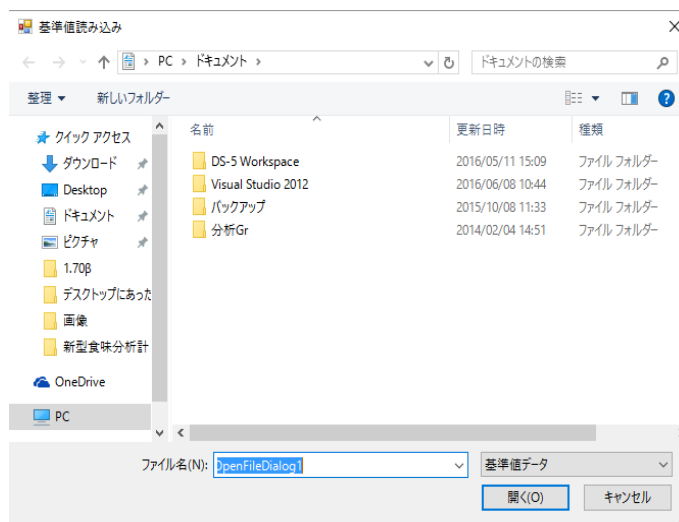 基準値読み込み
PC > ドキュメント >
ドキュメントの検索
整理 ▼ 新しいフォルダー
クイック アクセス
ダウンロード
Desktop
ドキュメント
ピクチャ
1.70β
デスクトップにあった
画像
新型食味分析計
OneDrive
PC
名前 更新日時 種類
DS-5 Workspace 2016/05/11 15:09 ファイル フォルダー
Visual Studio 2012 2016/06/08 10:44 ファイル フォルダー
バックアップ 2015/10/08 11:33 ファイル フォルダー
分析Gr 2014/02/04 14:51 ファイル フォルダー
ファイル名(N): OpenFileDialog1 基準値データ
開く(O) キャンセル